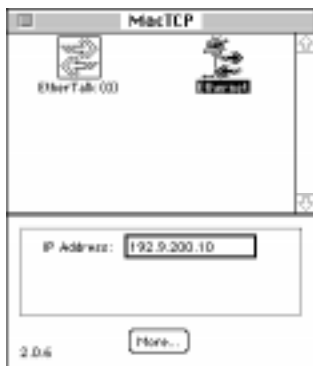 MacTCP
EtherTalk (0)
Ethernet
IP Address: 192.9.200.10
More...
2.0.6